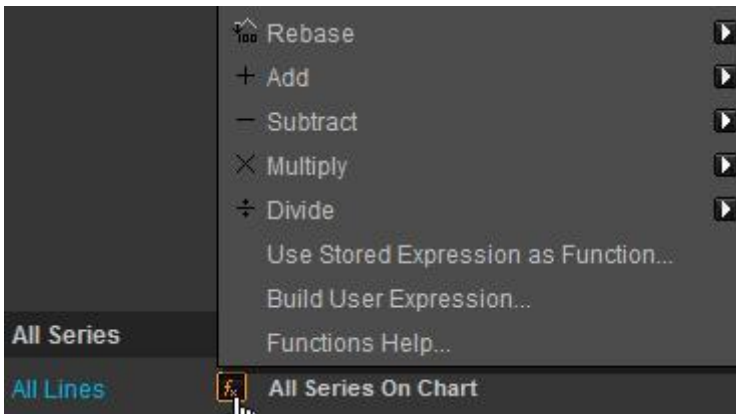 Rebase
Add
Subtract
Multiply
Divide
Use Stored Expression as Function...
Build User Expression...
All Series
Functions Help...
All Lines
fx All Series On Chart